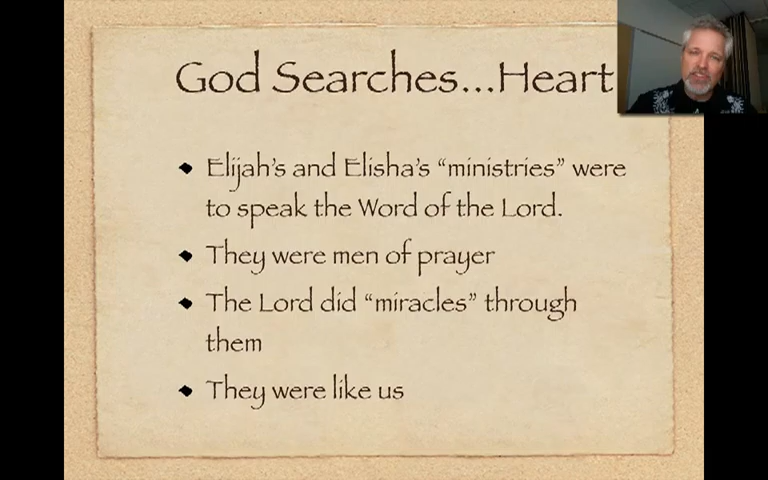 God Searches...Heart
Elijah's and Elisha's “ministries” were
to speak the Word of the Lord.
They were men of prayer
The Lord did “miracles” through
them
They were like us